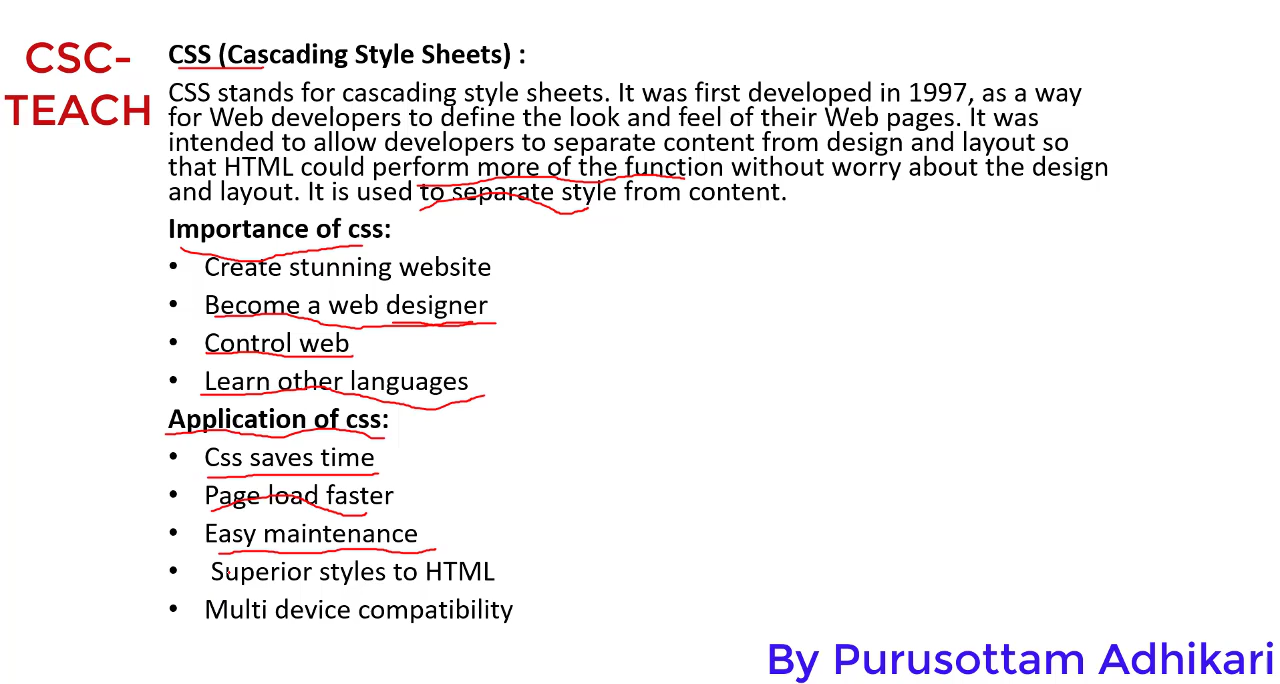 CSC-
TEACH
CSS (Cascading Style Sheets) :
CSS stands for cascading style sheets. It was first developed in 1997, as a way
for Web developers to define the look and feel of their Web pages. It was
intended to allow developers to separate content from design and layout so
that HTML could perform more of the function without worry about the design
and layout. It is used to separate style from content.
Importance of css:
• Create stunning website
• Become a web designer
• Control web
• Learn other languages
Application of css:
• Css saves time
• Page load faster
• Easy maintenance
• Superior styles to HTML
• Multi device compatibility
By Purusottam Adhikari